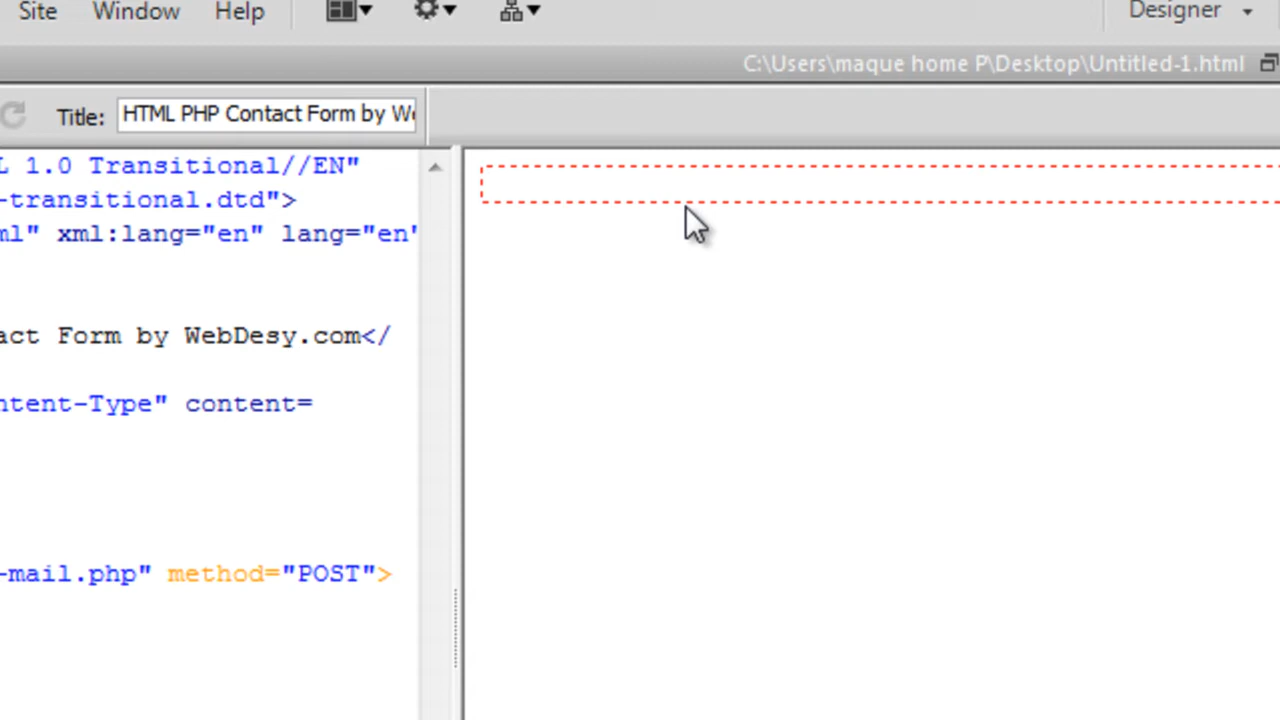 Site Window Help Designer
C:\Users\maque home P\Desktop\Untitled-1.html
Title: HTML PHP Contact Form by We
L 1.0 Transitional//EN"
-transitional.dtd">
ml" xml:lang="en" lang="en"
act Form by WebDesy.com</
ntent-Type" content=
-mail.php" method="POST">